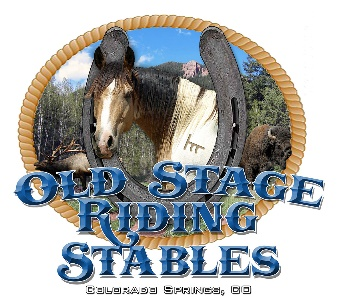 Old Stage
Riding
Stables
Colorado Springs, CO